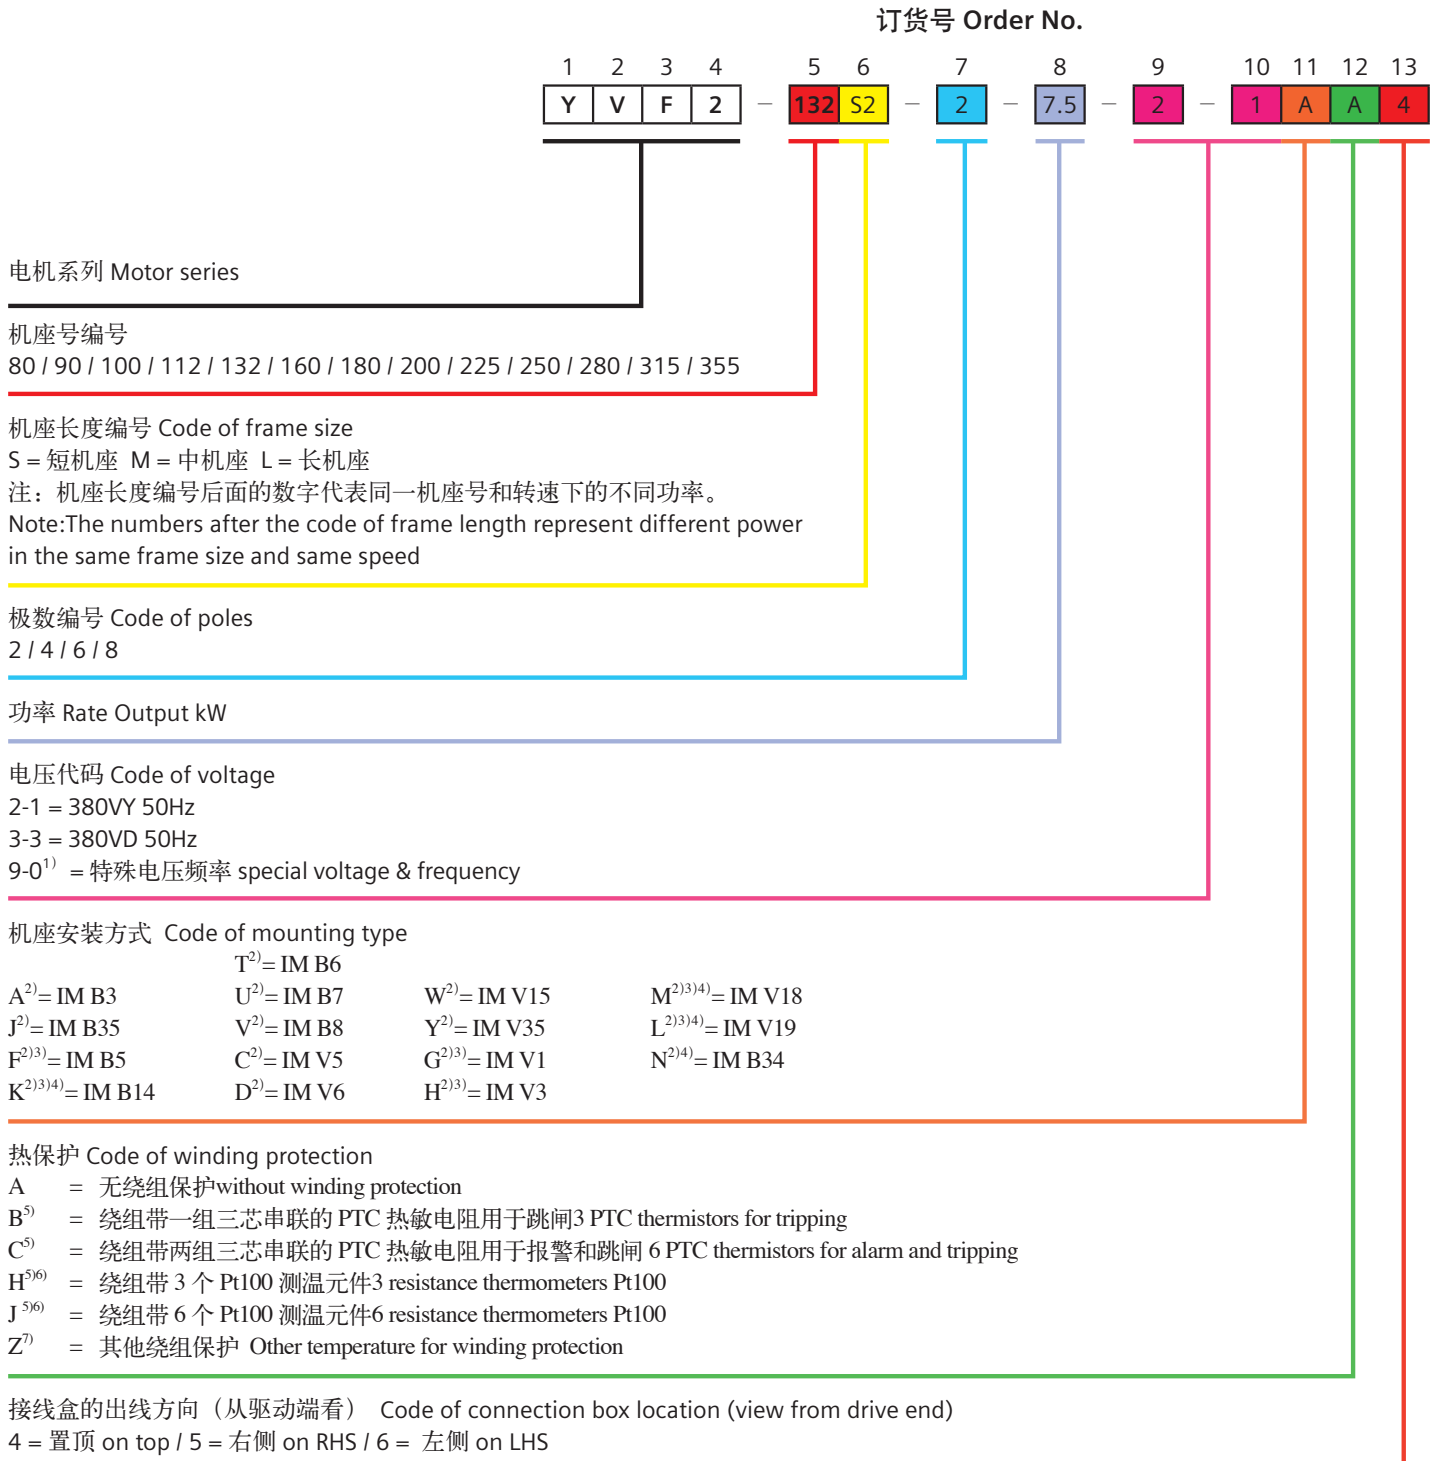 订货号 Order No.
1 2 3 4 5 6 7 8 9 10 11 12 13
Y V F 2 – 132 S2 – 2 – 7.5 – 2 – 1 A A 4
电机系列 Motor series
机座号编号
80 / 90 / 100 / 112 / 132 / 160 / 180 / 200 / 225 / 250 / 280 / 315 / 355
机座长度编号 Code of frame size
S = 短机座 M = 中机座 L = 长机座
注：机座长度编号后面的数字代表同一机座号和转速下的不同功率。
Note:The numbers after the code of frame length represent different power
in the same frame size and same speed
极数编号 Code of poles
2 / 4 / 6 / 8
功率 Rate Output kW
电压代码 Code of voltage
2-1 = 380VY 50Hz
3-3 = 380VD 50Hz
9-0¹⁾ = 特殊电压频率 special voltage & frequency
机座安装方式 Code of mounting type
T²⁾= IM B6
A²⁾= IM B3 U²⁾= IM B7 W²⁾= IM V15 M²⁾³⁾⁴⁾= IM V18
J²⁾= IM B35 V²⁾= IM B8 Y²⁾= IM V35 L²⁾³⁾⁴⁾= IM V19
F²⁾³⁾= IM B5 C²⁾= IM V5 G²⁾³⁾= IM V1 N²⁾⁴⁾= IM B34
K²⁾³⁾⁴⁾= IM B14 D²⁾= IM V6 H²⁾³⁾= IM V3
热保护 Code of winding protection
A = 无绕组保护without winding protection
B⁵⁾ = 绕组带一组三芯串联的 PTC 热敏电阻用于跳闸3 PTC thermistors for tripping
C⁵⁾ = 绕组带两组三芯串联的 PTC 热敏电阻用于报警和跳闸 6 PTC thermistors for alarm and tripping
H⁵⁾⁶⁾ = 绕组带 3 个 Pt100 测温元件3 resistance thermometers Pt100
J ⁵⁾⁶⁾ = 绕组带 6 个 Pt100 测温元件6 resistance thermometers Pt100
Z⁷⁾ = 其他绕组保护 Other temperature for winding protection
接线盒的出线方向（从驱动端看） Code of connection box location (view from drive end)
4 = 置顶 on top / 5 = 右侧 on RHS / 6 = 左侧 on LHS